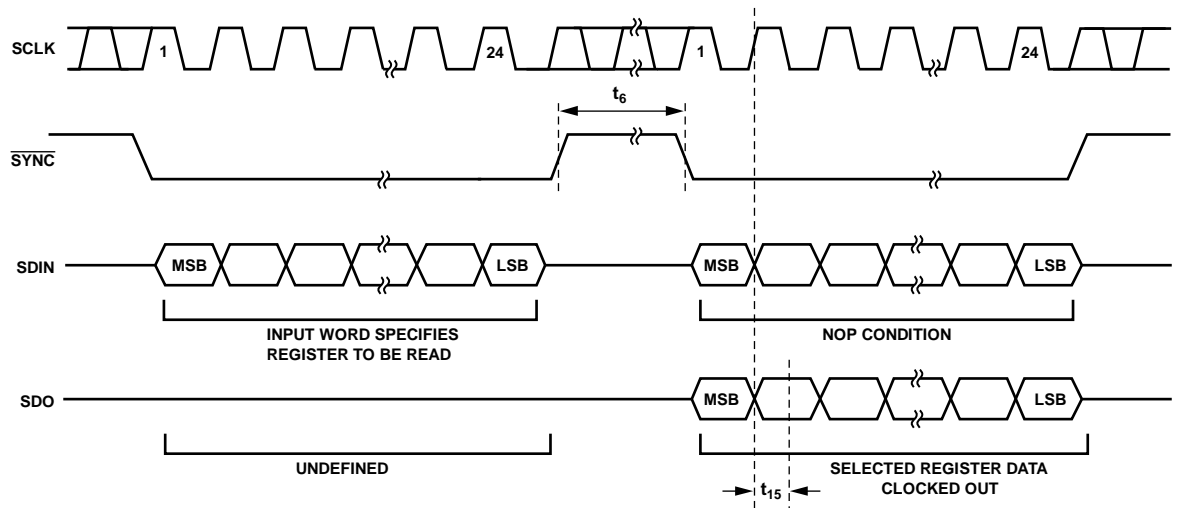 SCLK
1
24
1
24
t6
SYNC
SDIN
MSB
LSB
MSB
LSB
INPUT WORD SPECIFIES
REGISTER TO BE READ
NOP CONDITION
SDO
MSB
LSB
UNDEFINED
SELECTED REGISTER DATA
CLOCKED OUT
t15